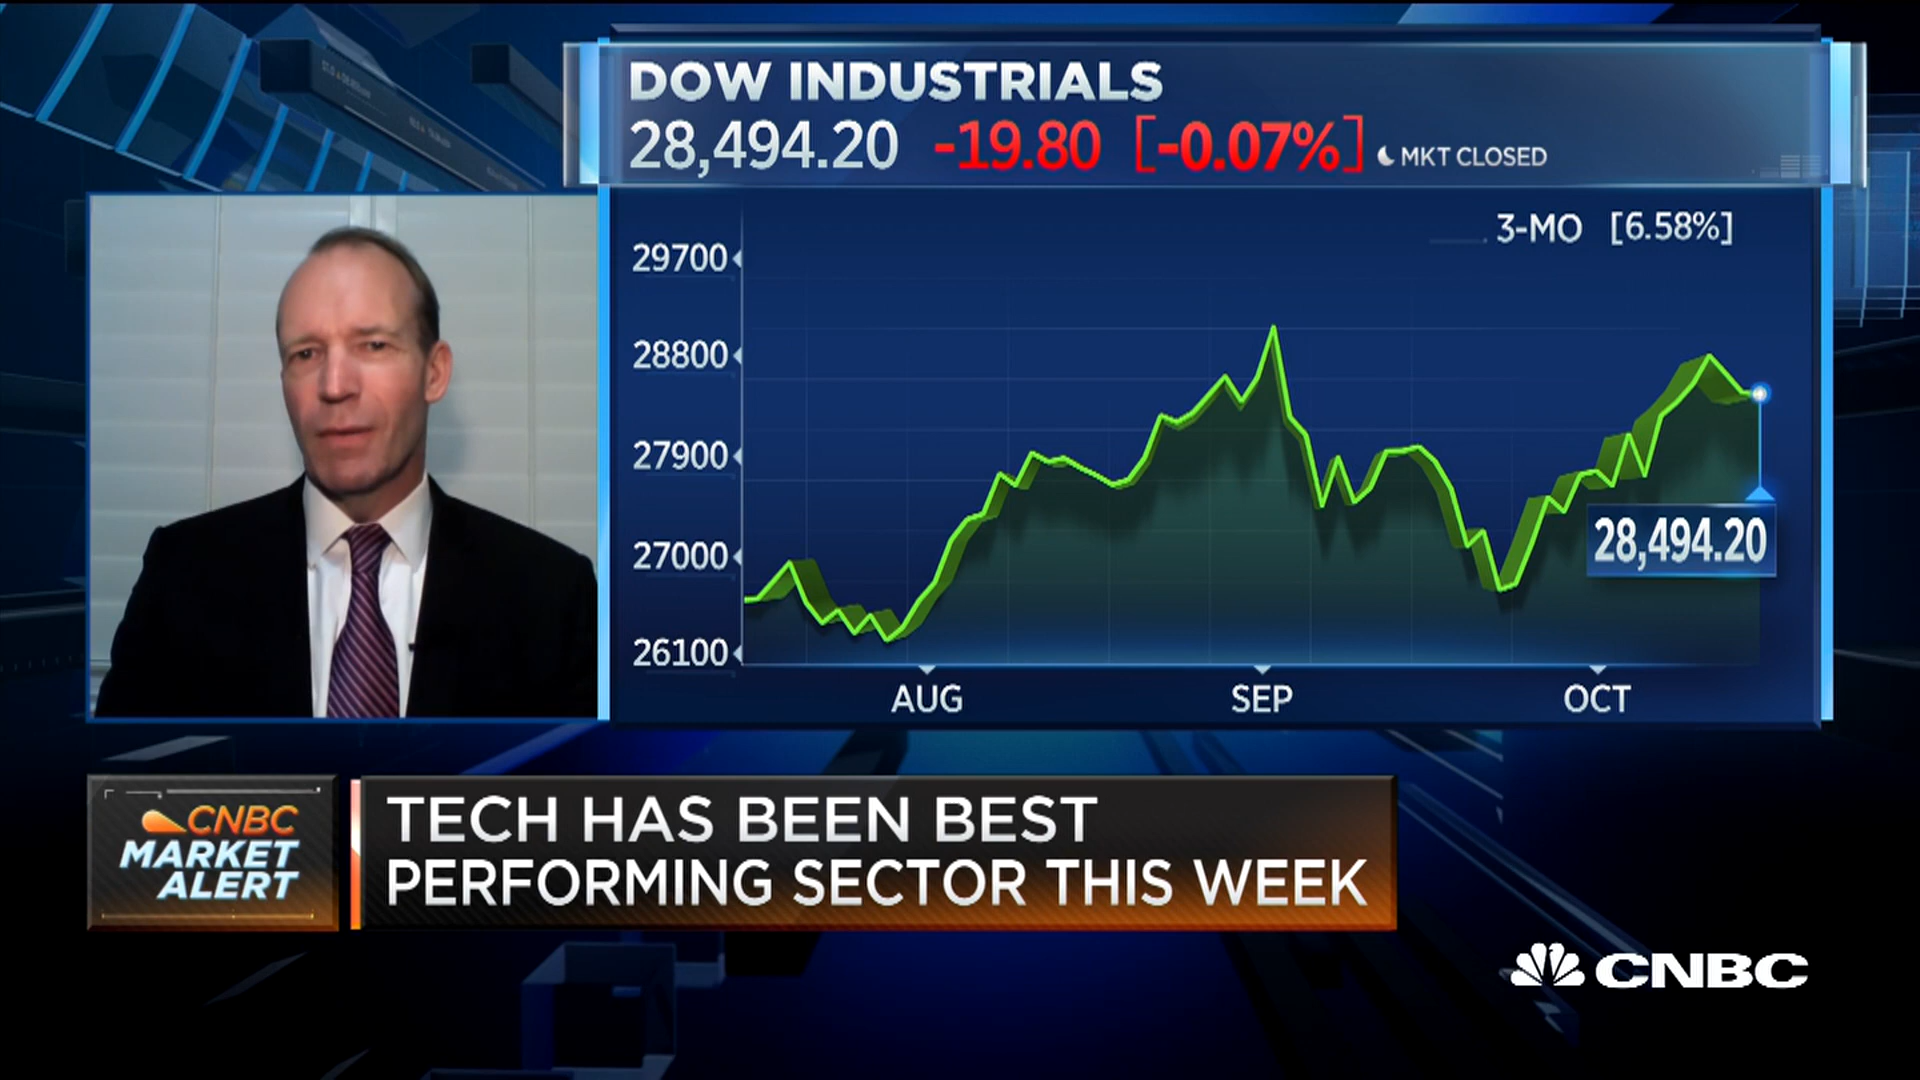 DOW INDUSTRIALS
28,494.20 -19.80 [-0.07%] MKT CLOSED
3-MO [6.58%]
29700
28800
27900
27000
26100
28,494.20
AUG SEP OCT
CNBC
MARKET
ALERT
TECH HAS BEEN BEST
PERFORMING SECTOR THIS WEEK
CNBC